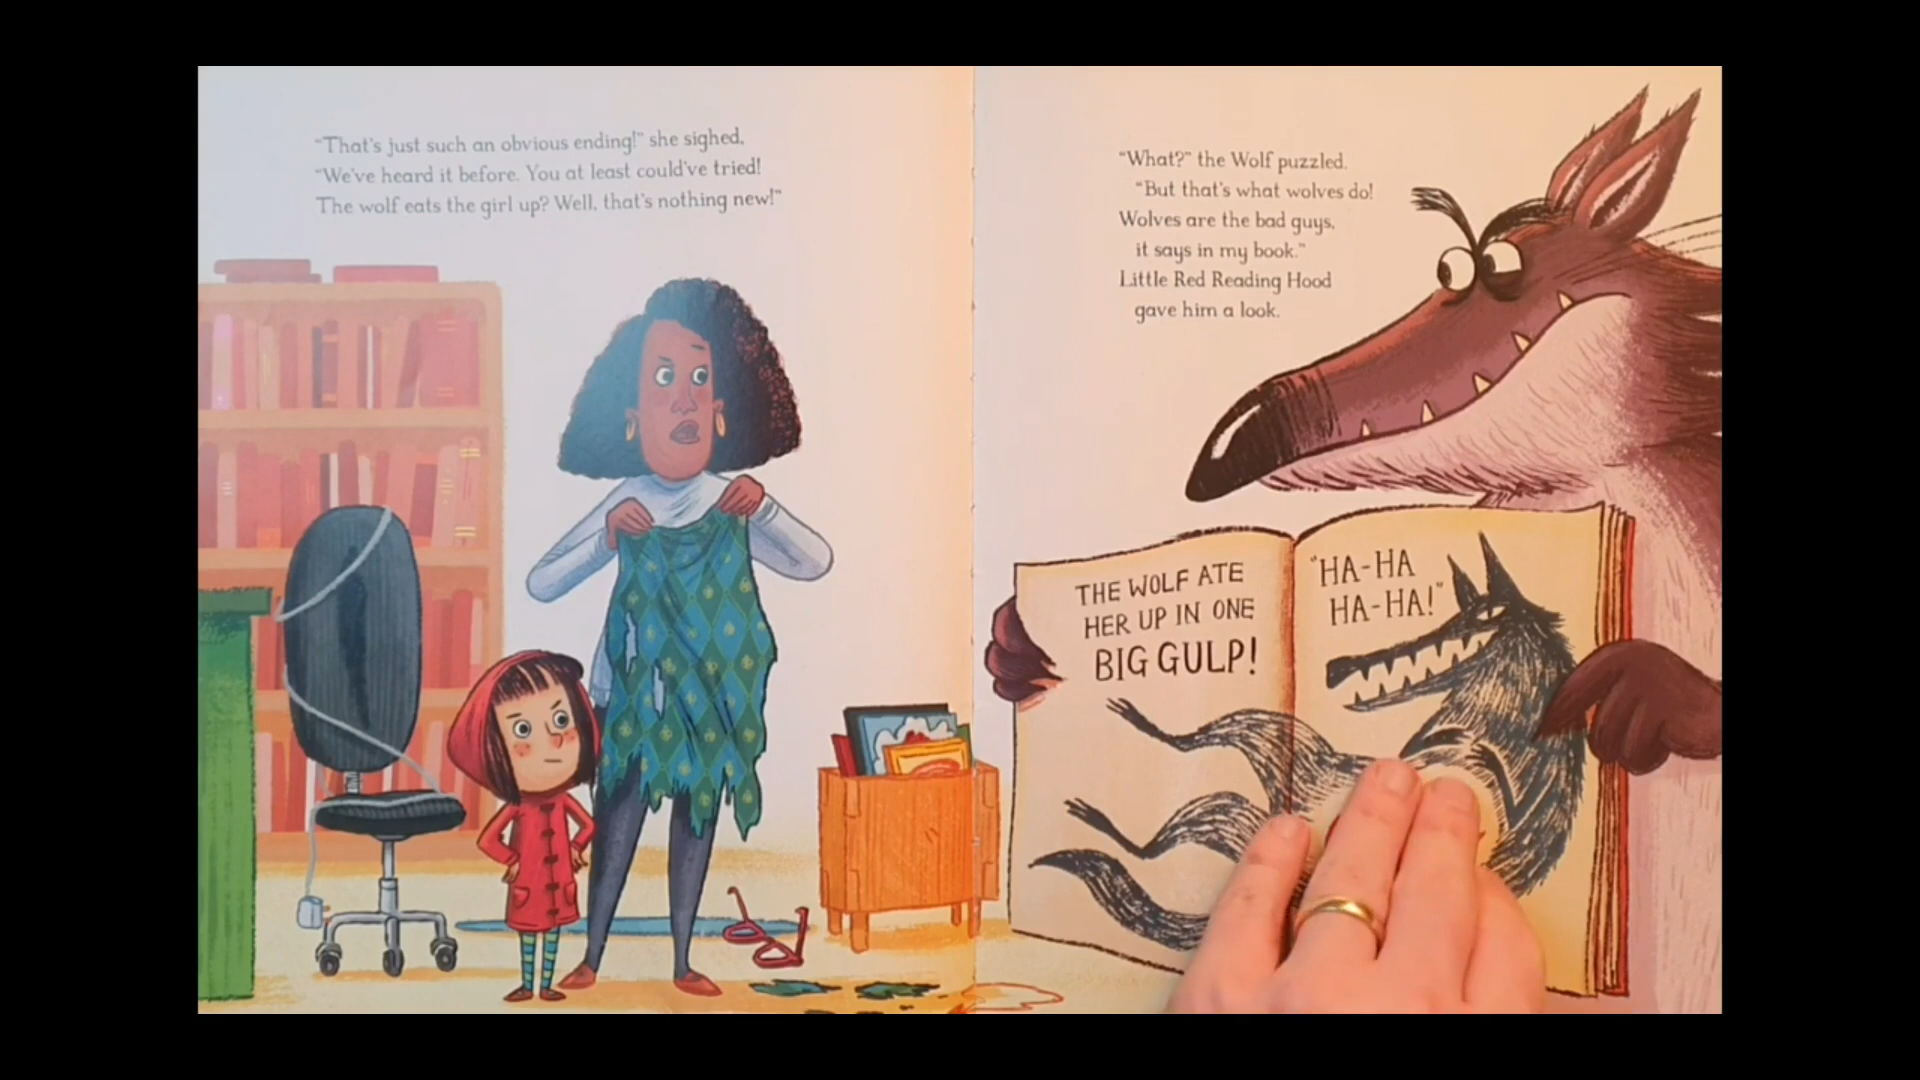 “That’s just such an obvious ending!” she sighed,
“We’ve heard it before. You at least could’ve tried!
The wolf eats the girl up? Well, that’s nothing new!”
“What?” the Wolf puzzled.
“But that’s what wolves do!
Wolves are the bad guys,
it says in my book.”
Little Red Reading Hood
gave him a look.
THE WOLF ATE
HER UP IN ONE
BIG GULP!
“HA-HA
HA-HA!”